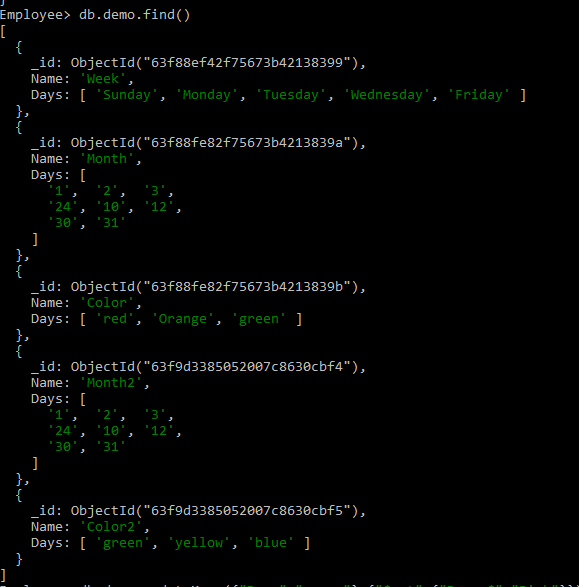 }
Employee> db.demo.find()
[
  {
    _id: ObjectId("63f88ef42f75673b42138399"),
    Name: 'Week',
    Days: [ 'Sunday', 'Monday', 'Tuesday', 'Wednesday', 'Friday' ]
  },
  {
    _id: ObjectId("63f88fe82f75673b4213839a"),
    Name: 'Month',
    Days: [
      '1',  '2',  '3',
      '24', '10', '12',
      '30', '31'
    ]
  },
  {
    _id: ObjectId("63f88fe82f75673b4213839b"),
    Name: 'Color',
    Days: [ 'red', 'Orange', 'green' ]
  },
  {
    _id: ObjectId("63f9d3385052007c8630cbf4"),
    Name: 'Month2',
    Days: [
      '1',  '2',  '3',
      '24', '10', '12',
      '30', '31'
    ]
  },
  {
    _id: ObjectId("63f9d3385052007c8630cbf5"),
    Name: 'Color2',
    Days: [ 'green', 'yellow', 'blue' ]
  }
]